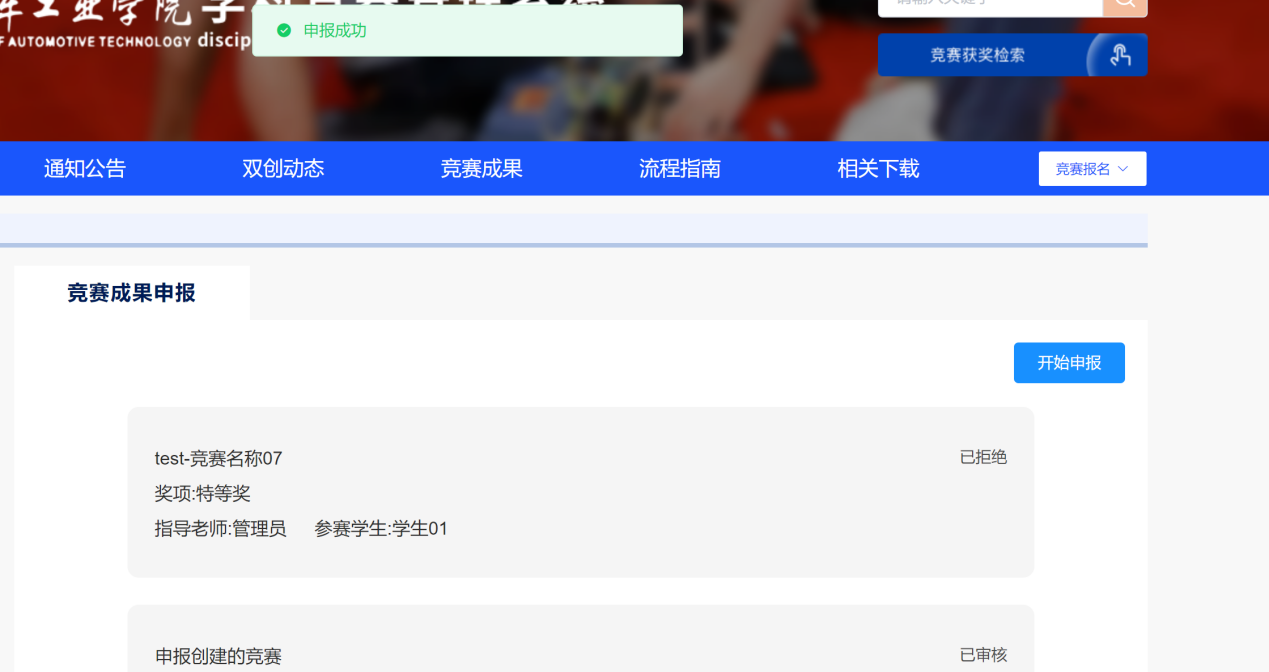 工业学院
F AUTOMOTIVE TECHNOLOGY discip
申报成功
竞赛获奖检索
通知公告 双创动态 竞赛成果 流程指南 相关下载 竞赛报名
竞赛成果申报
开始申报
test-竞赛名称07 已拒绝
奖项:特等奖
指导老师:管理员 参赛学生:学生01
申报创建的竞赛 已审核